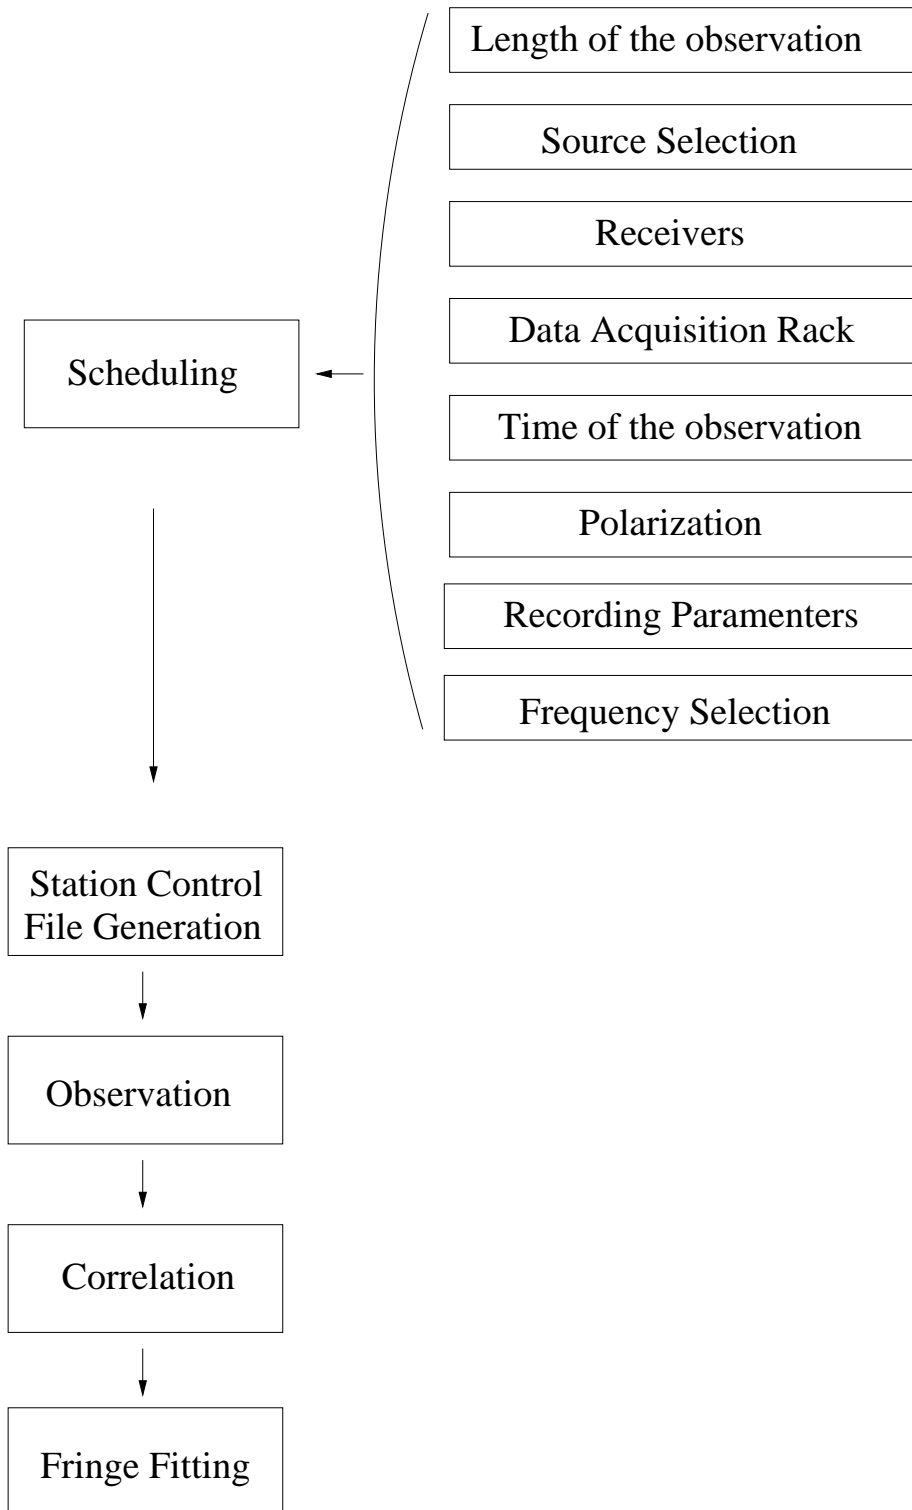 Length of the observation
Source Selection
Receivers
Data Acquisition Rack
Scheduling
Time of the observation
Polarization
Recording Paramenters
Frequency Selection
Station Control
File Generation
Observation
Correlation
Fringe Fitting